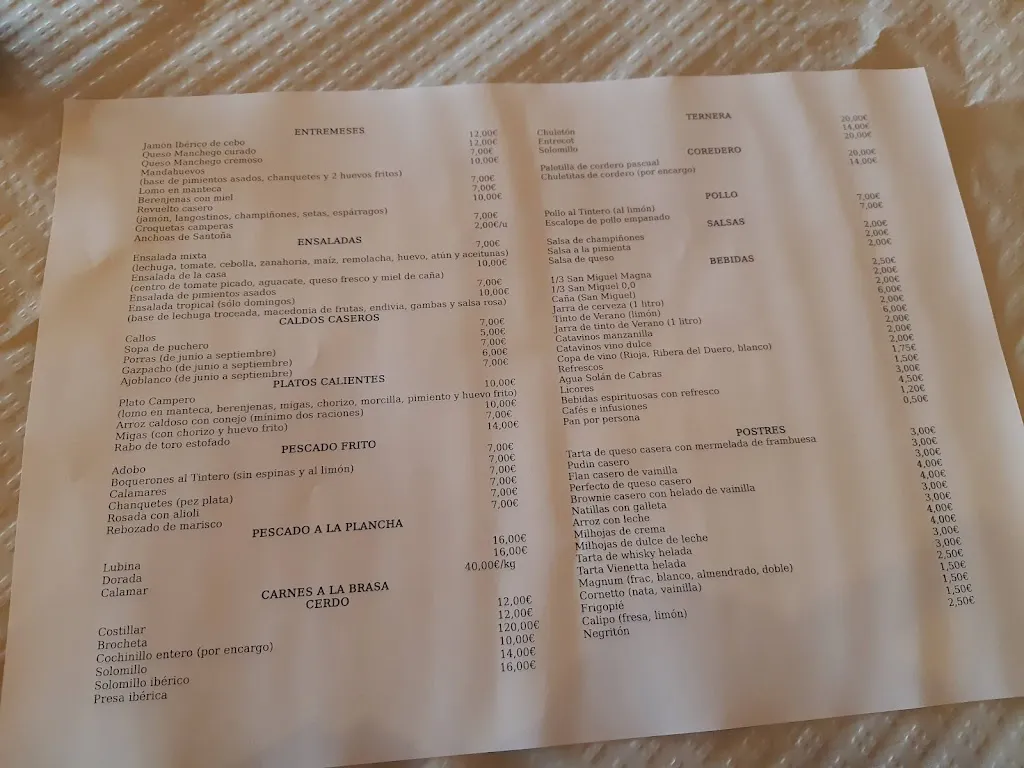 ENTREMESES
Jamón Ibérico de cebo 12,00€
Queso Manchego curado 12,00€
Queso Manchego cremoso 7,00€
Mandahuevos 10,00€
(base de pimientos asados, chanquetes y 2 huevos fritos)
Lomo en manteca 7,00€
Berenjenas con miel 7,00€
Revuelto casero 10,00€
(jamón, langostinos, champiñones, setas, espárragos)
Croquetas camperas 7,00€
Anchoas de Santoña 2,00€/u
ENSALADAS
Ensalada mixta 7,00€
(lechuga, tomate, cebolla, zanahoria, maíz, remolacha, huevo, atún y aceitunas)
Ensalada de la casa 10,00€
(centro de tomate picado, aguacate, queso fresco y miel de caña)
Ensalada de pimientos asados 7,00€
Ensalada tropical (sólo domingos) 10,00€
(base de lechuga troceada, macedonia de frutas, endivia, gambas y salsa rosa)
CALDOS CASEROS
Callos 7,00€
Sopa de puchero 5,00€
Porras (de junio a septiembre) 7,00€
Gazpacho (de junio a septiembre) 6,00€
Ajoblanco (de junio a septiembre) 7,00€
PLATOS CALIENTES
Plato Campero 10,00€
(lomo en manteca, berenjenas, migas, chorizo, morcilla, pimiento y huevo frito)
Arroz caldoso con conejo (mínimo dos raciones) 10,00€
Migas (con chorizo y huevo frito) 7,00€
Rabo de toro estofado 14,00€
PESCADO FRITO
Adobo 7,00€
Boquerones al Tintero (sin espinas y al limón) 7,00€
Calamares 7,00€
Chanquetes (pez plata) 7,00€
Rosada con alioli 7,00€
Rebozado de marisco 7,00€
PESCADO A LA PLANCHA
Lubina 16,00€
Dorada 16,00€
Calamar 40,00€/kg
CARNES A LA BRASA
CERDO
Costillar 12,00€
Brocheta 12,00€
Cochinillo entero (por encargo) 120,00€
Solomillo 10,00€
Solomillo ibérico 14,00€
Presa ibérica 16,00€
TERNERA
Chuletón 20,00€
Entrecot 14,00€
Solomillo 20,00€
COREDERO
Paletilla de cordero pascual 20,00€
Chuletitas de cordero (por encargo) 14,00€
POLLO
Pollo al Tintero (al limón) 7,00€
Escalope de pollo empanado 7,00€
SALSAS
Salsa de champiñones 2,00€
Salsa a la pimienta 2,00€
Salsa de queso 2,00€
BEBIDAS
1/3 San Miguel Magna 2,50€
1/3 San Miguel 0,0 2,00€
Caña (San Miguel) 2,00€
Jarra de cerveza (1 litro) 6,00€
Tinto de Verano (limón) 2,00€
Jarra de tinto de Verano (1 litro) 6,00€
Catavinos manzanilla 2,00€
Catavinos vino dulce 2,00€
Copa de vino (Rioja, Ribera del Duero, blanco) 2,00€
Refrescos 1,75€
Agua Solán de Cabras 1,50€
Licores 3,00€
Bebidas espirituosas con refresco 4,50€
Cafés e infusiones 1,20€
Pan por persona 0,50€
POSTRES
Tarta de queso casera con mermelada de frambuesa 3,00€
Pudin casero 3,00€
Flan casero de vainilla 3,00€
Perfecto de queso casero 4,00€
Brownie casero con helado de vainilla 4,00€
Natillas con galleta 3,00€
Arroz con leche 3,00€
Milhojas de crema 4,00€
Milhojas de dulce de leche 4,00€
Tarta de whisky helada 3,00€
Tarta Vienetta helada 3,00€
Magnum (frac, blanco, almendrado, doble) 2,50€
Cornetto (nata, vainilla) 1,50€
Frigopié 1,50€
Calipo (fresa, limón) 1,50€
Negritón 2,50€